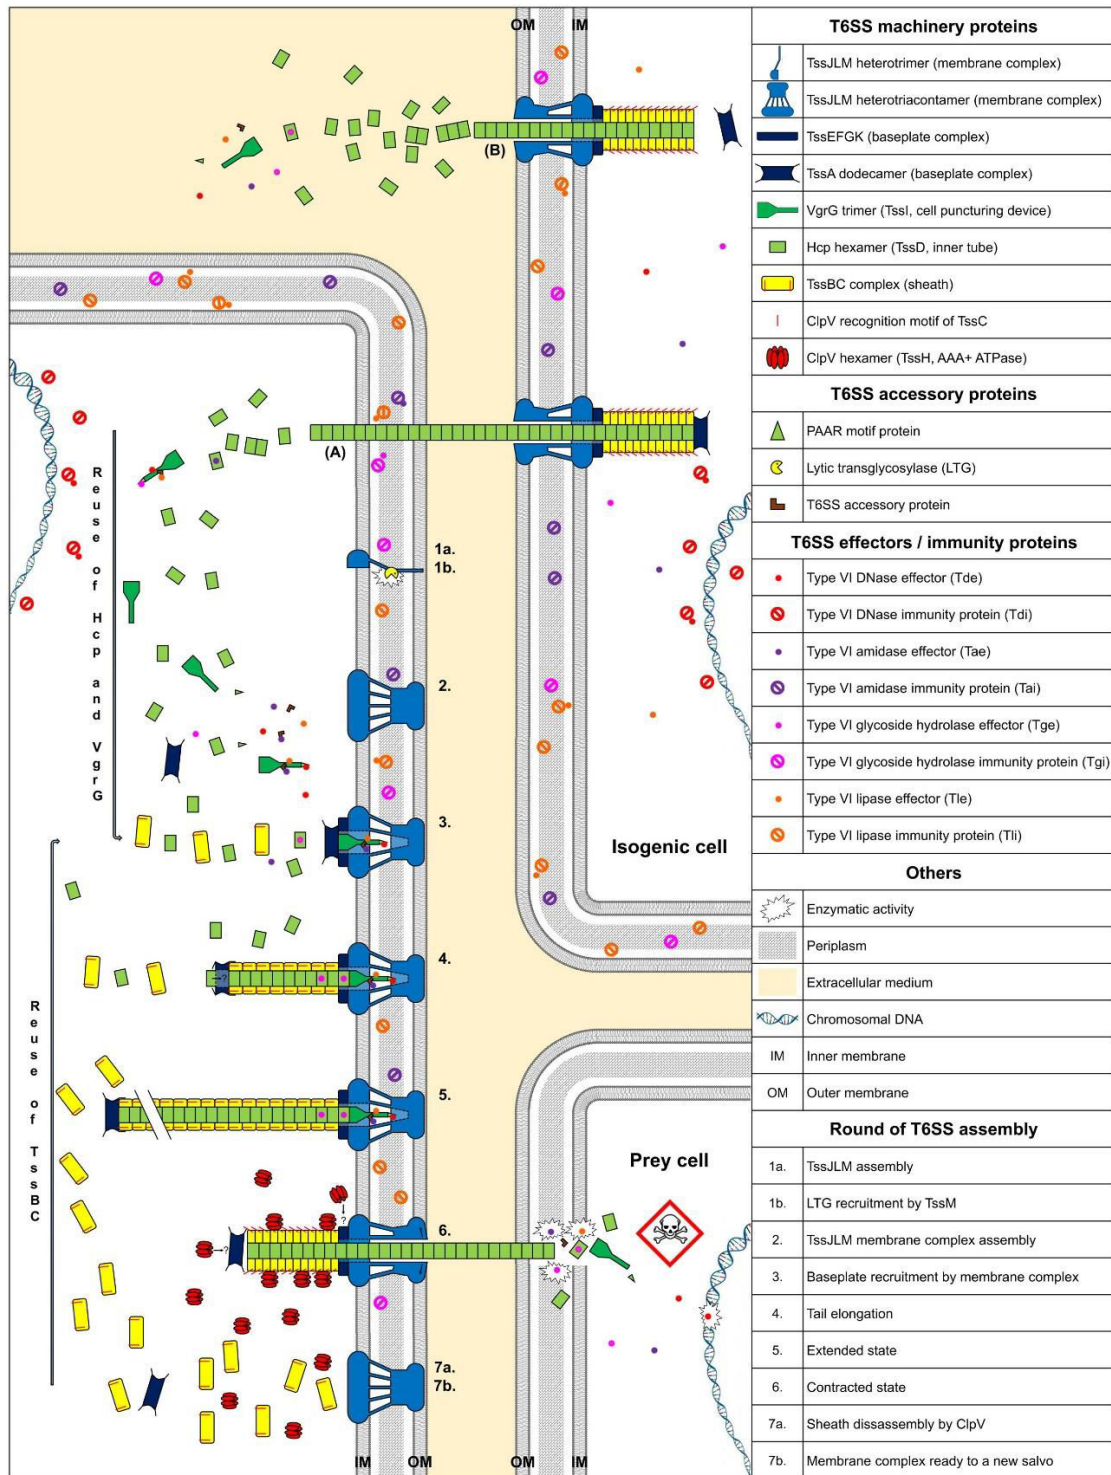 OM IM
(B)
(A)
Reuse of Hcp and VgrG
1a.
1b.
2.
3.
4.
?
5.
Reuse of TssBC
?
?
6.
7a.
7b.
IM OM OM IM
Isogenic cell
Prey cell
T6SS machinery proteins
TssJLM heterotrimer (membrane complex)
TssJLM heterotriacontamer (membrane complex)
TssEFGK (baseplate complex)
TssA dodecamer (baseplate complex)
VgrG trimer (TssI, cell puncturing device)
Hcp hexamer (TssD, inner tube)
TssBC complex (sheath)
ClpV recognition motif of TssC
ClpV hexamer (TssH, AAA+ ATPase)
T6SS accessory proteins
PAAR motif protein
Lytic transglycosylase (LTG)
T6SS accessory protein
T6SS effectors / immunity proteins
Type VI DNase effector (Tde)
Type VI DNase immunity protein (Tdi)
Type VI amidase effector (Tae)
Type VI amidase immunity protein (Tai)
Type VI glycoside hydrolase effector (Tge)
Type VI glycoside hydrolase immunity protein (Tgi)
Type VI lipase effector (Tle)
Type VI lipase immunity protein (Tli)
Others
Enzymatic activity
Periplasm
Extracellular medium
Chromosomal DNA
IM Inner membrane
OM Outer membrane
Round of T6SS assembly
1a. TssJLM assembly
1b. LTG recruitment by TssM
2. TssJLM membrane complex assembly
3. Baseplate recruitment by membrane complex
4. Tail elongation
5. Extended state
6. Contracted state
7a. Sheath dissassembly by ClpV
7b. Membrane complex ready to a new salvo